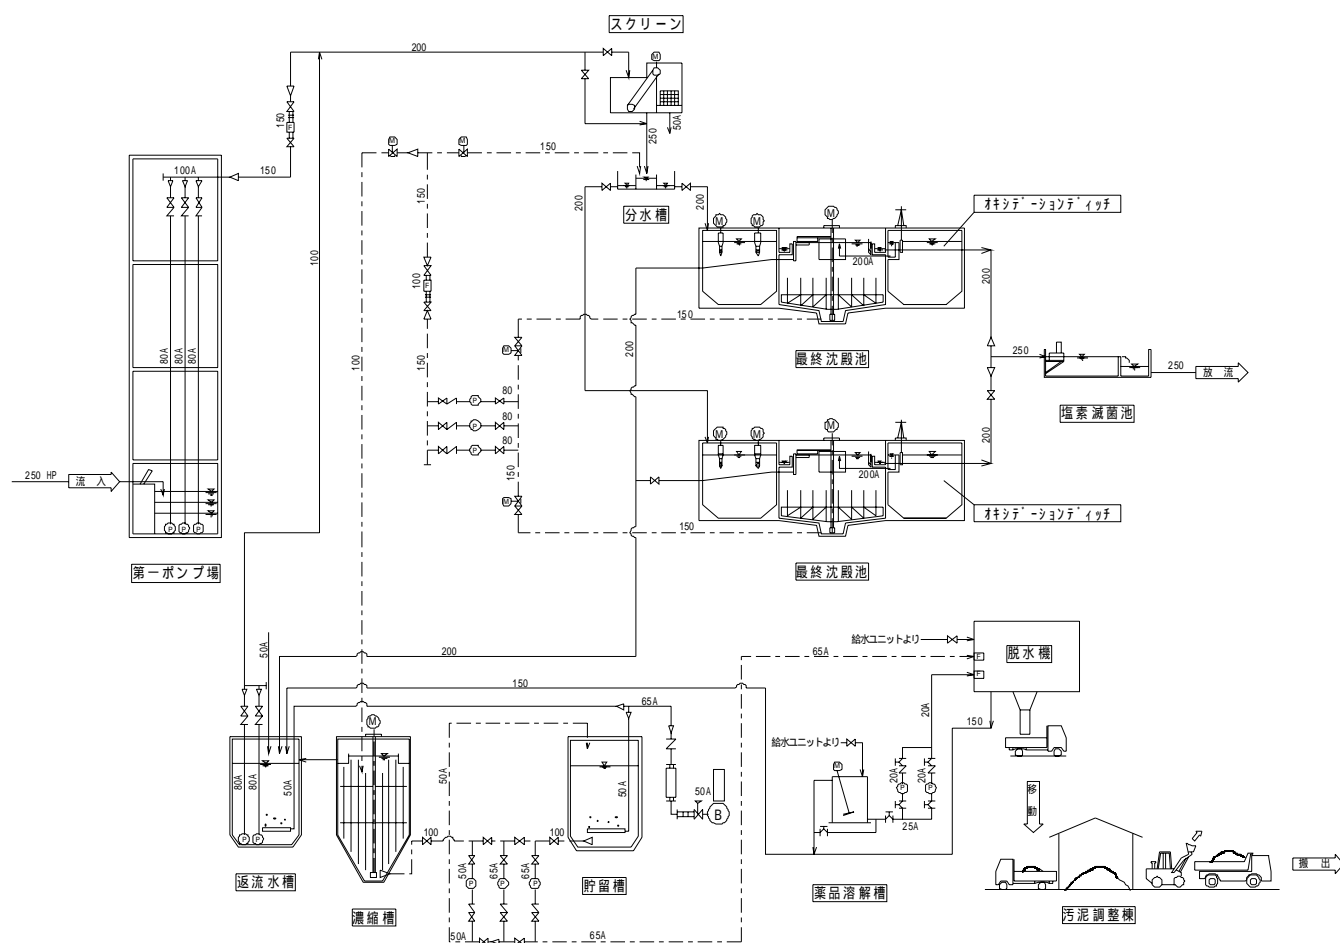 スクリーン
200
M
150
F
250
50A
M
M
150
100A
150
150
分水槽
200
200
オキシデーションディッチ
M
M
M
200A
200
100
100
F
80A
80A
80A
150
100
M
150
200
最終沈殿池
250
250
放流
塩素滅菌池
80
P
80
P
80
P
M
M
M
200A
200
150
M
150
250 HP
流入
P
P
P
オキシデーションディッチ
第一ポンプ場
最終沈殿池
50A
200
給水ユニットより
65A
F
脱水機
F
150
65A
20A
150
M
給水ユニットより
M
80A
80A
50A
50A
50A
50A
B
20A
20A
P
P
25A
移動
P
P
100
100
50A
65A
65A
P
P
P
返流水槽
濃縮槽
貯留槽
50A
65A
薬品溶解槽
汚泥調整棟
搬出